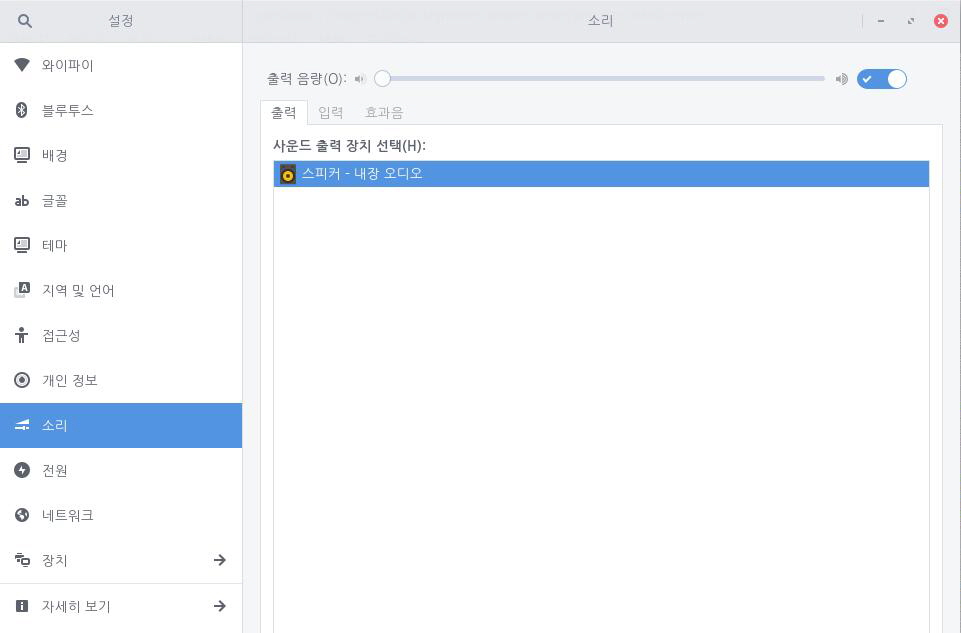 설정
소리
와이파이
블루투스
배경
ab 글꼴
테마
A 지역 및 언어
접근성
개인 정보
소리
전원
네트워크
장치
자세히 보기
출력 음량(O):
출력 입력 효과음
사운드 출력 장치 선택(H):
스피커 - 내장 오디오